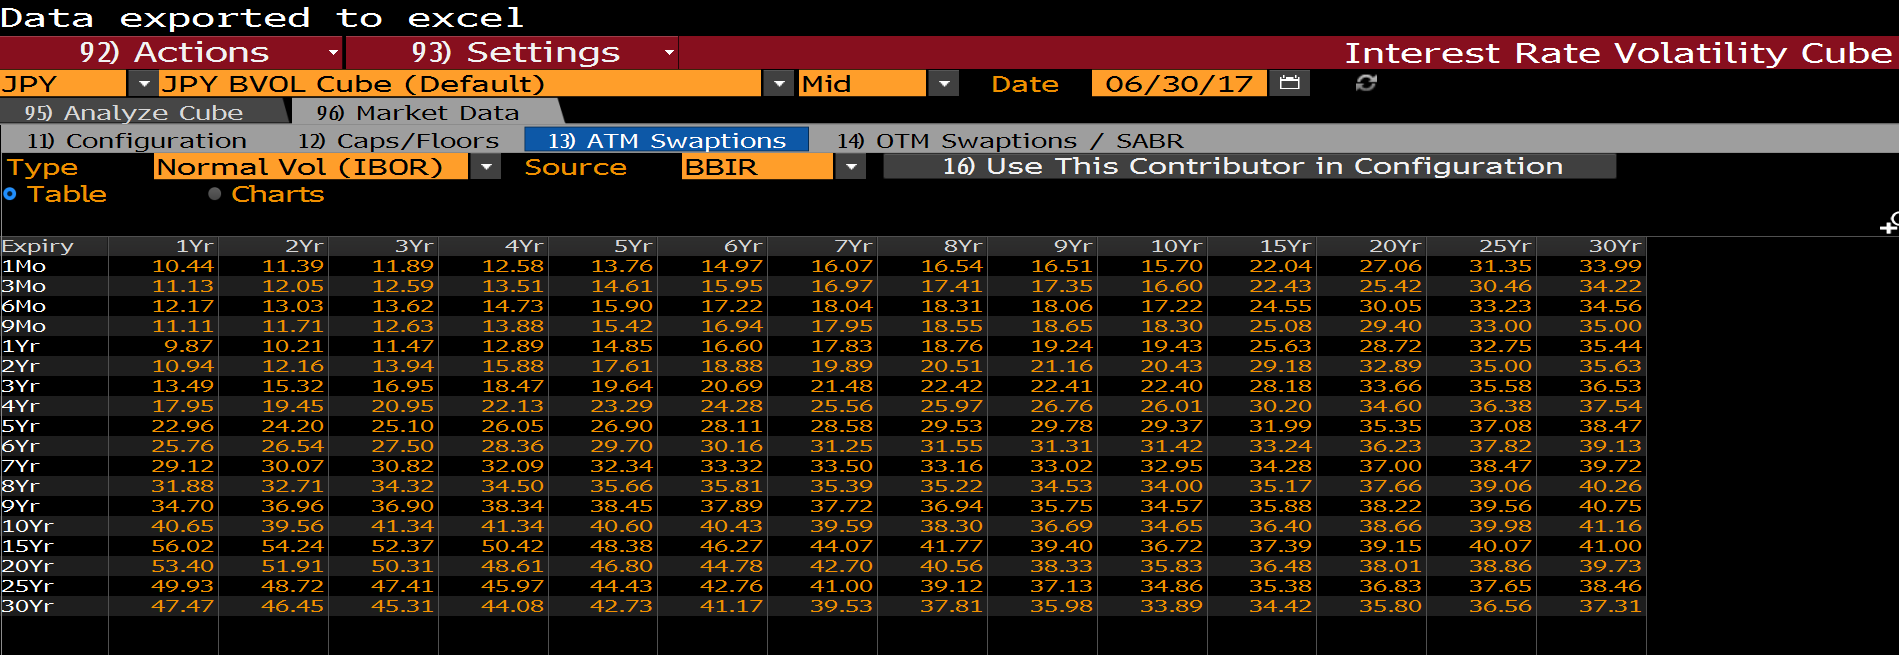 Data exported to excel
92) Actions 93) Settings Interest Rate Volatility Cube
JPY JPY BVOL Cube (Default) Mid Date 06/30/17
95) Analyze Cube 96) Market Data
11) Configuration 12) Caps/Floors 13) ATM Swaptions 14) OTM Swaptions / SABR
Type Normal Vol (IBOR) Source BBIR 16) Use This Contributor in Configuration
Table Charts
Expiry 1Yr 2Yr 3Yr 4Yr 5Yr 6Yr 7Yr 8Yr 9Yr 10Yr 15Yr 20Yr 25Yr 30Yr
1Mo 10.44 11.39 11.89 12.58 13.76 14.97 16.07 16.54 16.51 15.70 22.04 27.06 31.35 33.99
3Mo 11.13 12.05 12.59 13.51 14.61 15.95 16.97 17.41 17.35 16.60 22.43 25.42 30.46 34.22
6Mo 12.17 13.03 13.62 14.73 15.90 17.22 18.04 18.31 18.06 17.22 24.55 30.05 33.23 34.56
9Mo 11.11 11.71 12.63 13.88 15.42 16.94 17.95 18.55 18.65 18.30 25.08 29.40 33.00 35.00
1Yr 9.87 10.21 11.47 12.89 14.85 16.60 17.83 18.76 19.24 19.43 25.63 28.72 32.75 35.44
2Yr 10.94 12.16 13.94 15.88 17.61 18.88 19.89 20.51 21.16 20.43 29.18 32.89 35.00 35.63
3Yr 13.49 15.32 16.95 18.47 19.64 20.69 21.48 22.42 22.41 22.40 28.18 33.66 35.58 36.53
4Yr 17.95 19.45 20.95 22.13 23.29 24.28 25.56 25.97 26.76 26.01 30.20 34.60 36.38 37.54
5Yr 22.96 24.20 25.10 26.05 26.90 28.11 28.58 29.53 29.78 29.37 31.99 35.35 37.08 38.47
6Yr 25.76 26.54 27.50 28.36 29.70 30.16 31.25 31.55 31.31 31.42 33.24 36.23 37.82 39.13
7Yr 29.12 30.07 30.82 32.09 32.34 33.32 33.50 33.16 33.02 32.95 34.28 37.00 38.47 39.72
8Yr 31.88 32.71 34.32 34.50 35.66 35.81 35.39 35.22 34.53 34.00 35.17 37.66 39.06 40.26
9Yr 34.70 36.96 36.90 38.34 38.45 37.89 37.72 36.94 35.75 34.57 35.88 38.22 39.56 40.75
10Yr 40.65 39.56 41.34 41.34 40.60 40.43 39.59 38.30 36.69 34.65 36.40 38.66 39.98 41.16
15Yr 56.02 54.24 52.37 50.42 48.38 46.27 44.07 41.77 39.40 36.72 37.39 39.15 40.07 41.00
20Yr 53.40 51.91 50.31 48.61 46.80 44.78 42.70 40.56 38.33 35.83 36.48 38.01 38.86 39.73
25Yr 49.93 48.72 47.41 45.97 44.43 42.76 41.00 39.12 37.13 34.86 35.38 36.83 37.65 38.46
30Yr 47.47 46.45 45.31 44.08 42.73 41.17 39.53 37.81 35.98 33.89 34.42 35.80 36.56 37.31